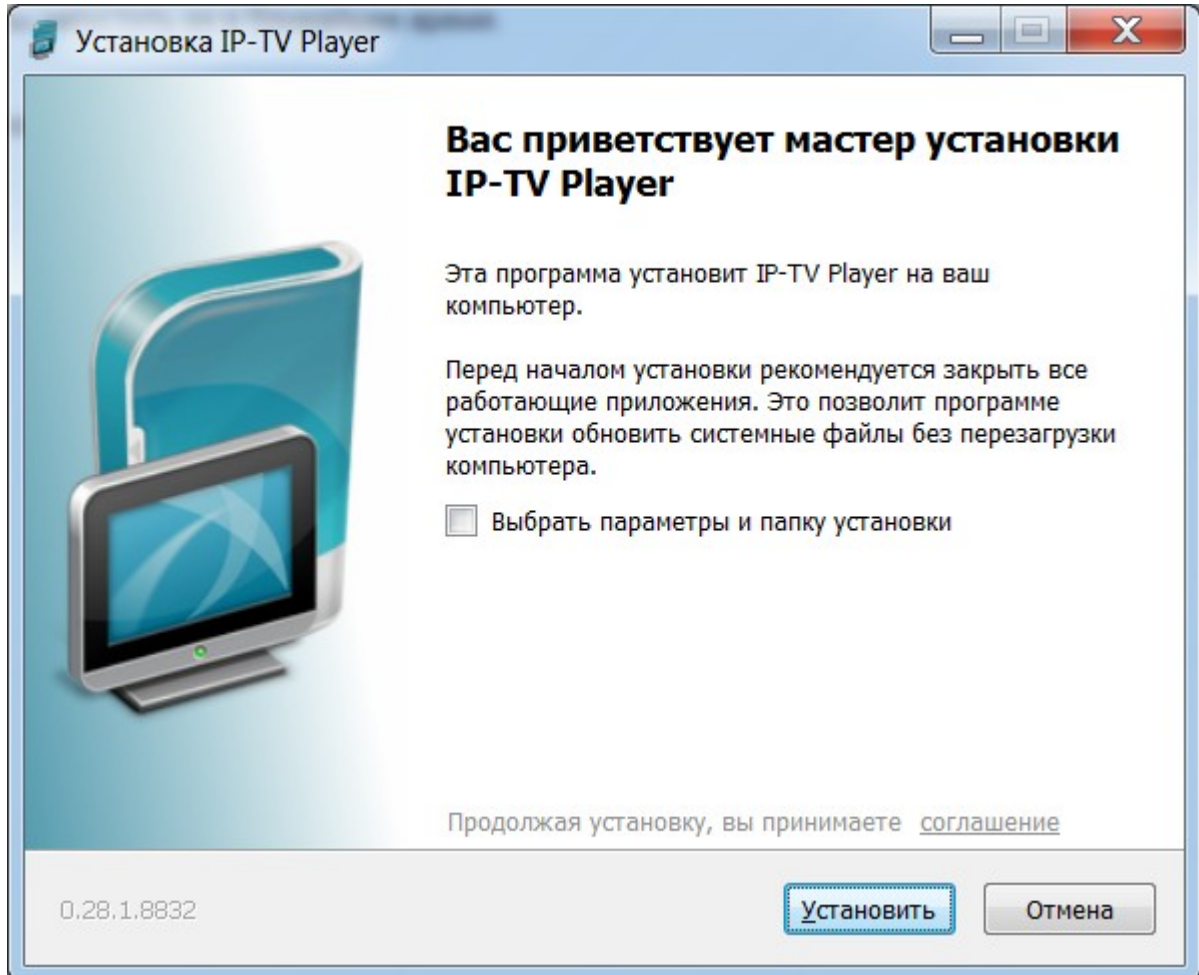 Установка IP-TV Player
Вас приветствует мастер установки
IP-TV Player
Эта программа установит IP-TV Player на ваш
компьютер.
Перед началом установки рекомендуется закрыть все
работающие приложения. Это позволит программе
установки обновить системные файлы без перезагрузки
компьютера.
Выбрать параметры и папку установки
Продолжая установку, вы принимаете соглашение
0.28.1.8832
Установить
Отмена